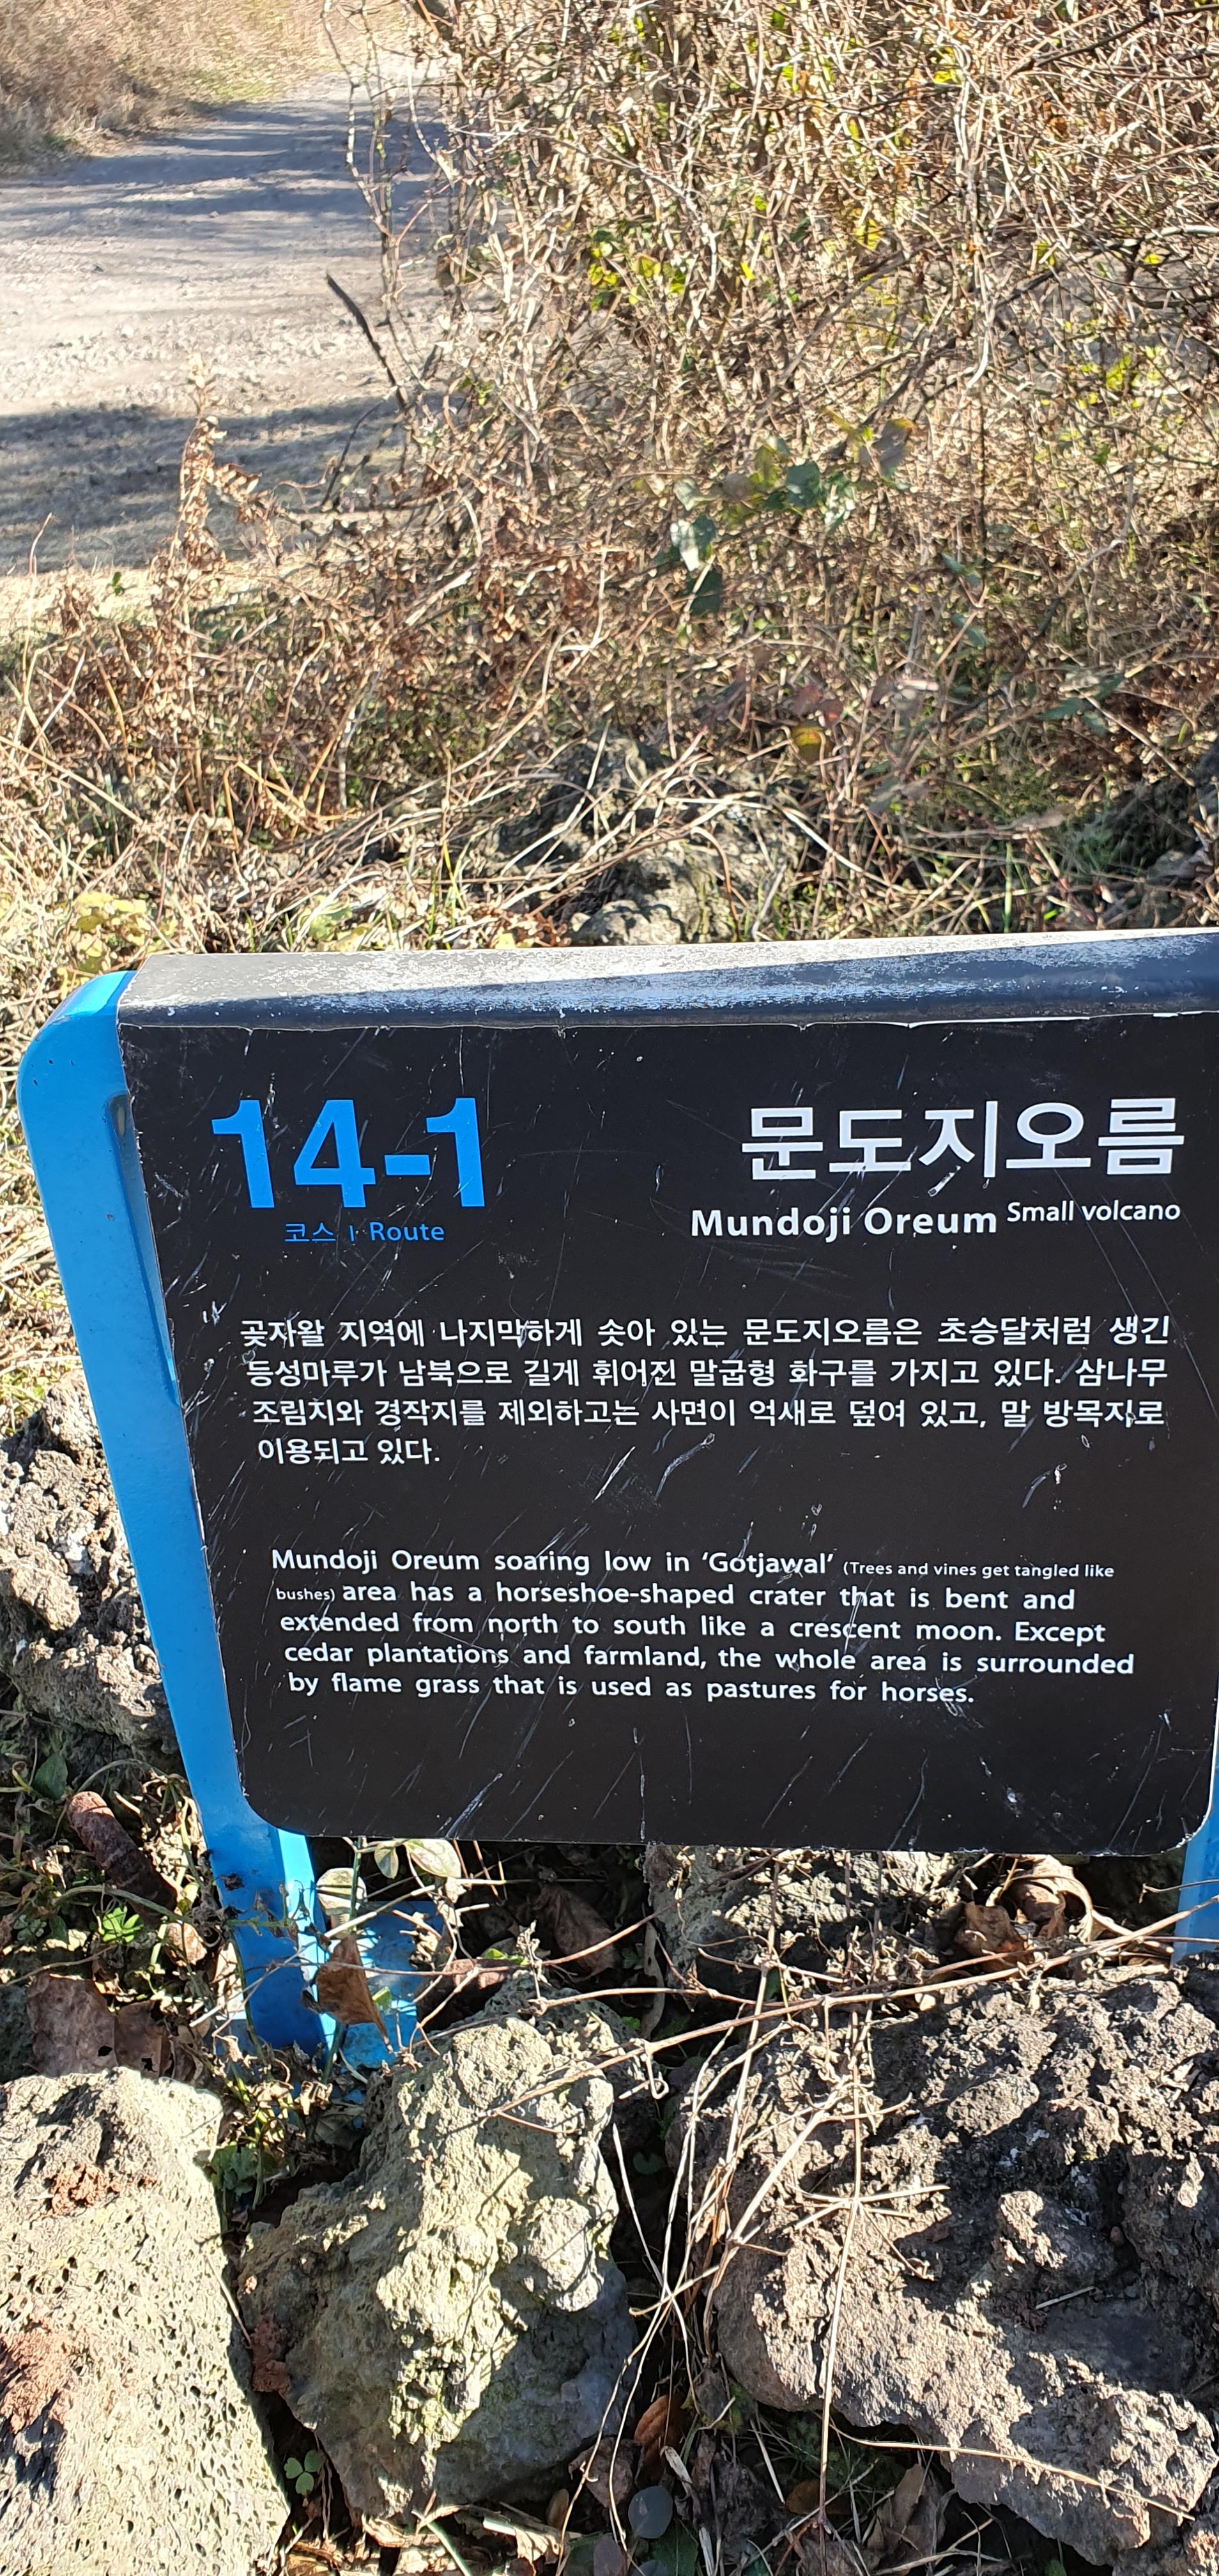 14-1
코스 | Route
문도지오름
Mundoji Oreum Small volcano
곶자왈 지역에 나지막하게 솟아 있는 문도지오름은 초승달처럼 생긴
등성마루가 남북으로 길게 휘어진 말굽형 화구를 가지고 있다. 삼나무
조림지와 경작지를 제외하고는 사면이 억새로 덮여 있고, 말 방목지로
이용되고 있다.
Mundoji Oreum soaring low in ‘Gotjawal’ (Trees and vines get tangled like
bushes) area has a horseshoe-shaped crater that is bent and
extended from north to south like a crescent moon. Except
cedar plantations and farmland, the whole area is surrounded
by flame grass that is used as pastures for horses.